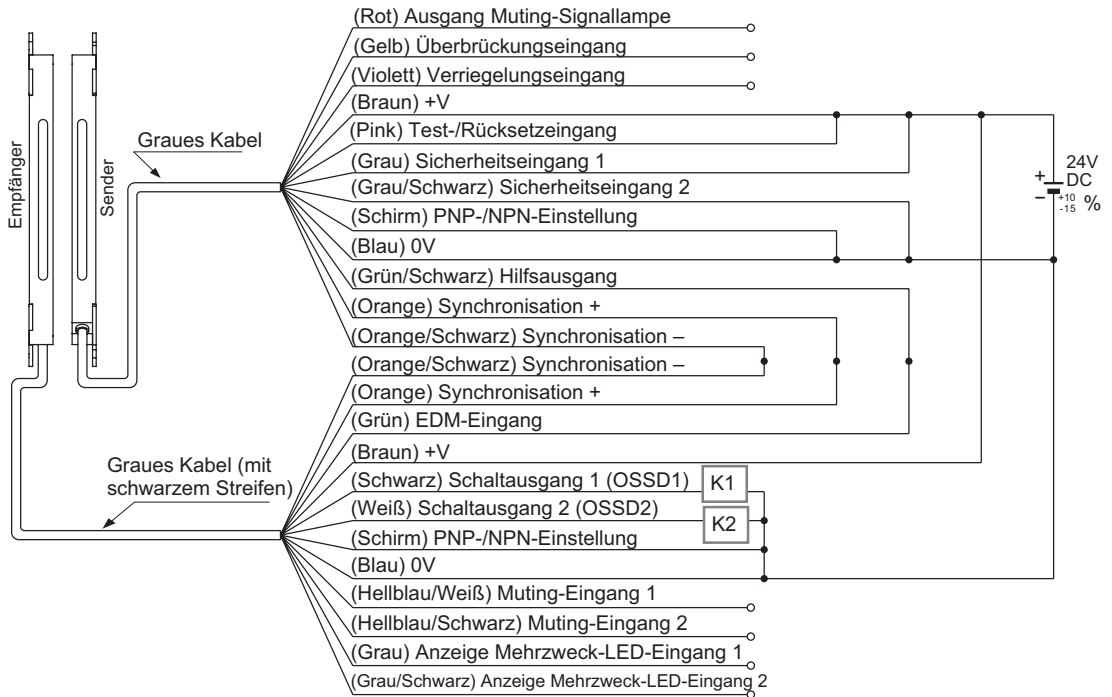 (Rot) Ausgang Muting-Signallampe
(Gelb) Überbrückungseingang
(Violett) Verriegelungseingang
(Braun) +V
(Pink) Test-/Rücksetzeingang
(Grau) Sicherheitseingang 1
(Grau/Schwarz) Sicherheitseingang 2
(Schirm) PNP-/NPN-Einstellung
(Blau) 0V
(Grün/Schwarz) Hilfsausgang
(Orange) Synchronisation +
(Orange/Schwarz) Synchronisation –
(Orange/Schwarz) Synchronisation –
(Orange) Synchronisation +
(Grün) EDM-Eingang
(Braun) +V
(Schwarz) Schaltausgang 1 (OSSD1)
K1
(Weiß) Schaltausgang 2 (OSSD2)
K2
(Schirm) PNP-/NPN-Einstellung
(Blau) 0V
(Hellblau/Weiß) Muting-Eingang 1
(Hellblau/Schwarz) Muting-Eingang 2
(Grau) Anzeige Mehrzweck-LED-Eingang 1
(Grau/Schwarz) Anzeige Mehrzweck-LED-Eingang 2
Empfänger
Sender
Graues Kabel
Graues Kabel (mit
schwarzem Streifen)
24V
DC
+
–
+10
-15 %